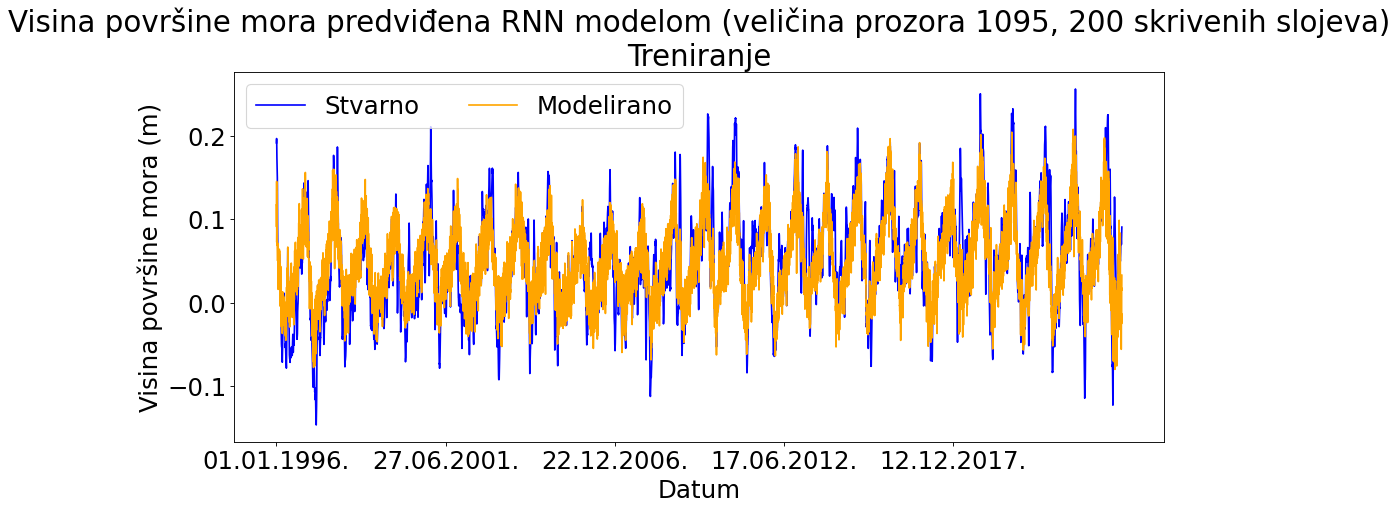 Visina površine mora predviđena RNN modelom (veličina prozora 1095, 200 skrivenih slojeva)
Treniranje
Stvarno
Modelirano
Visina površine mora (m)
0.2
0.1
0.0
−0.1
01.01.1996.
27.06.2001.
22.12.2006.
17.06.2012.
12.12.2017.
Datum